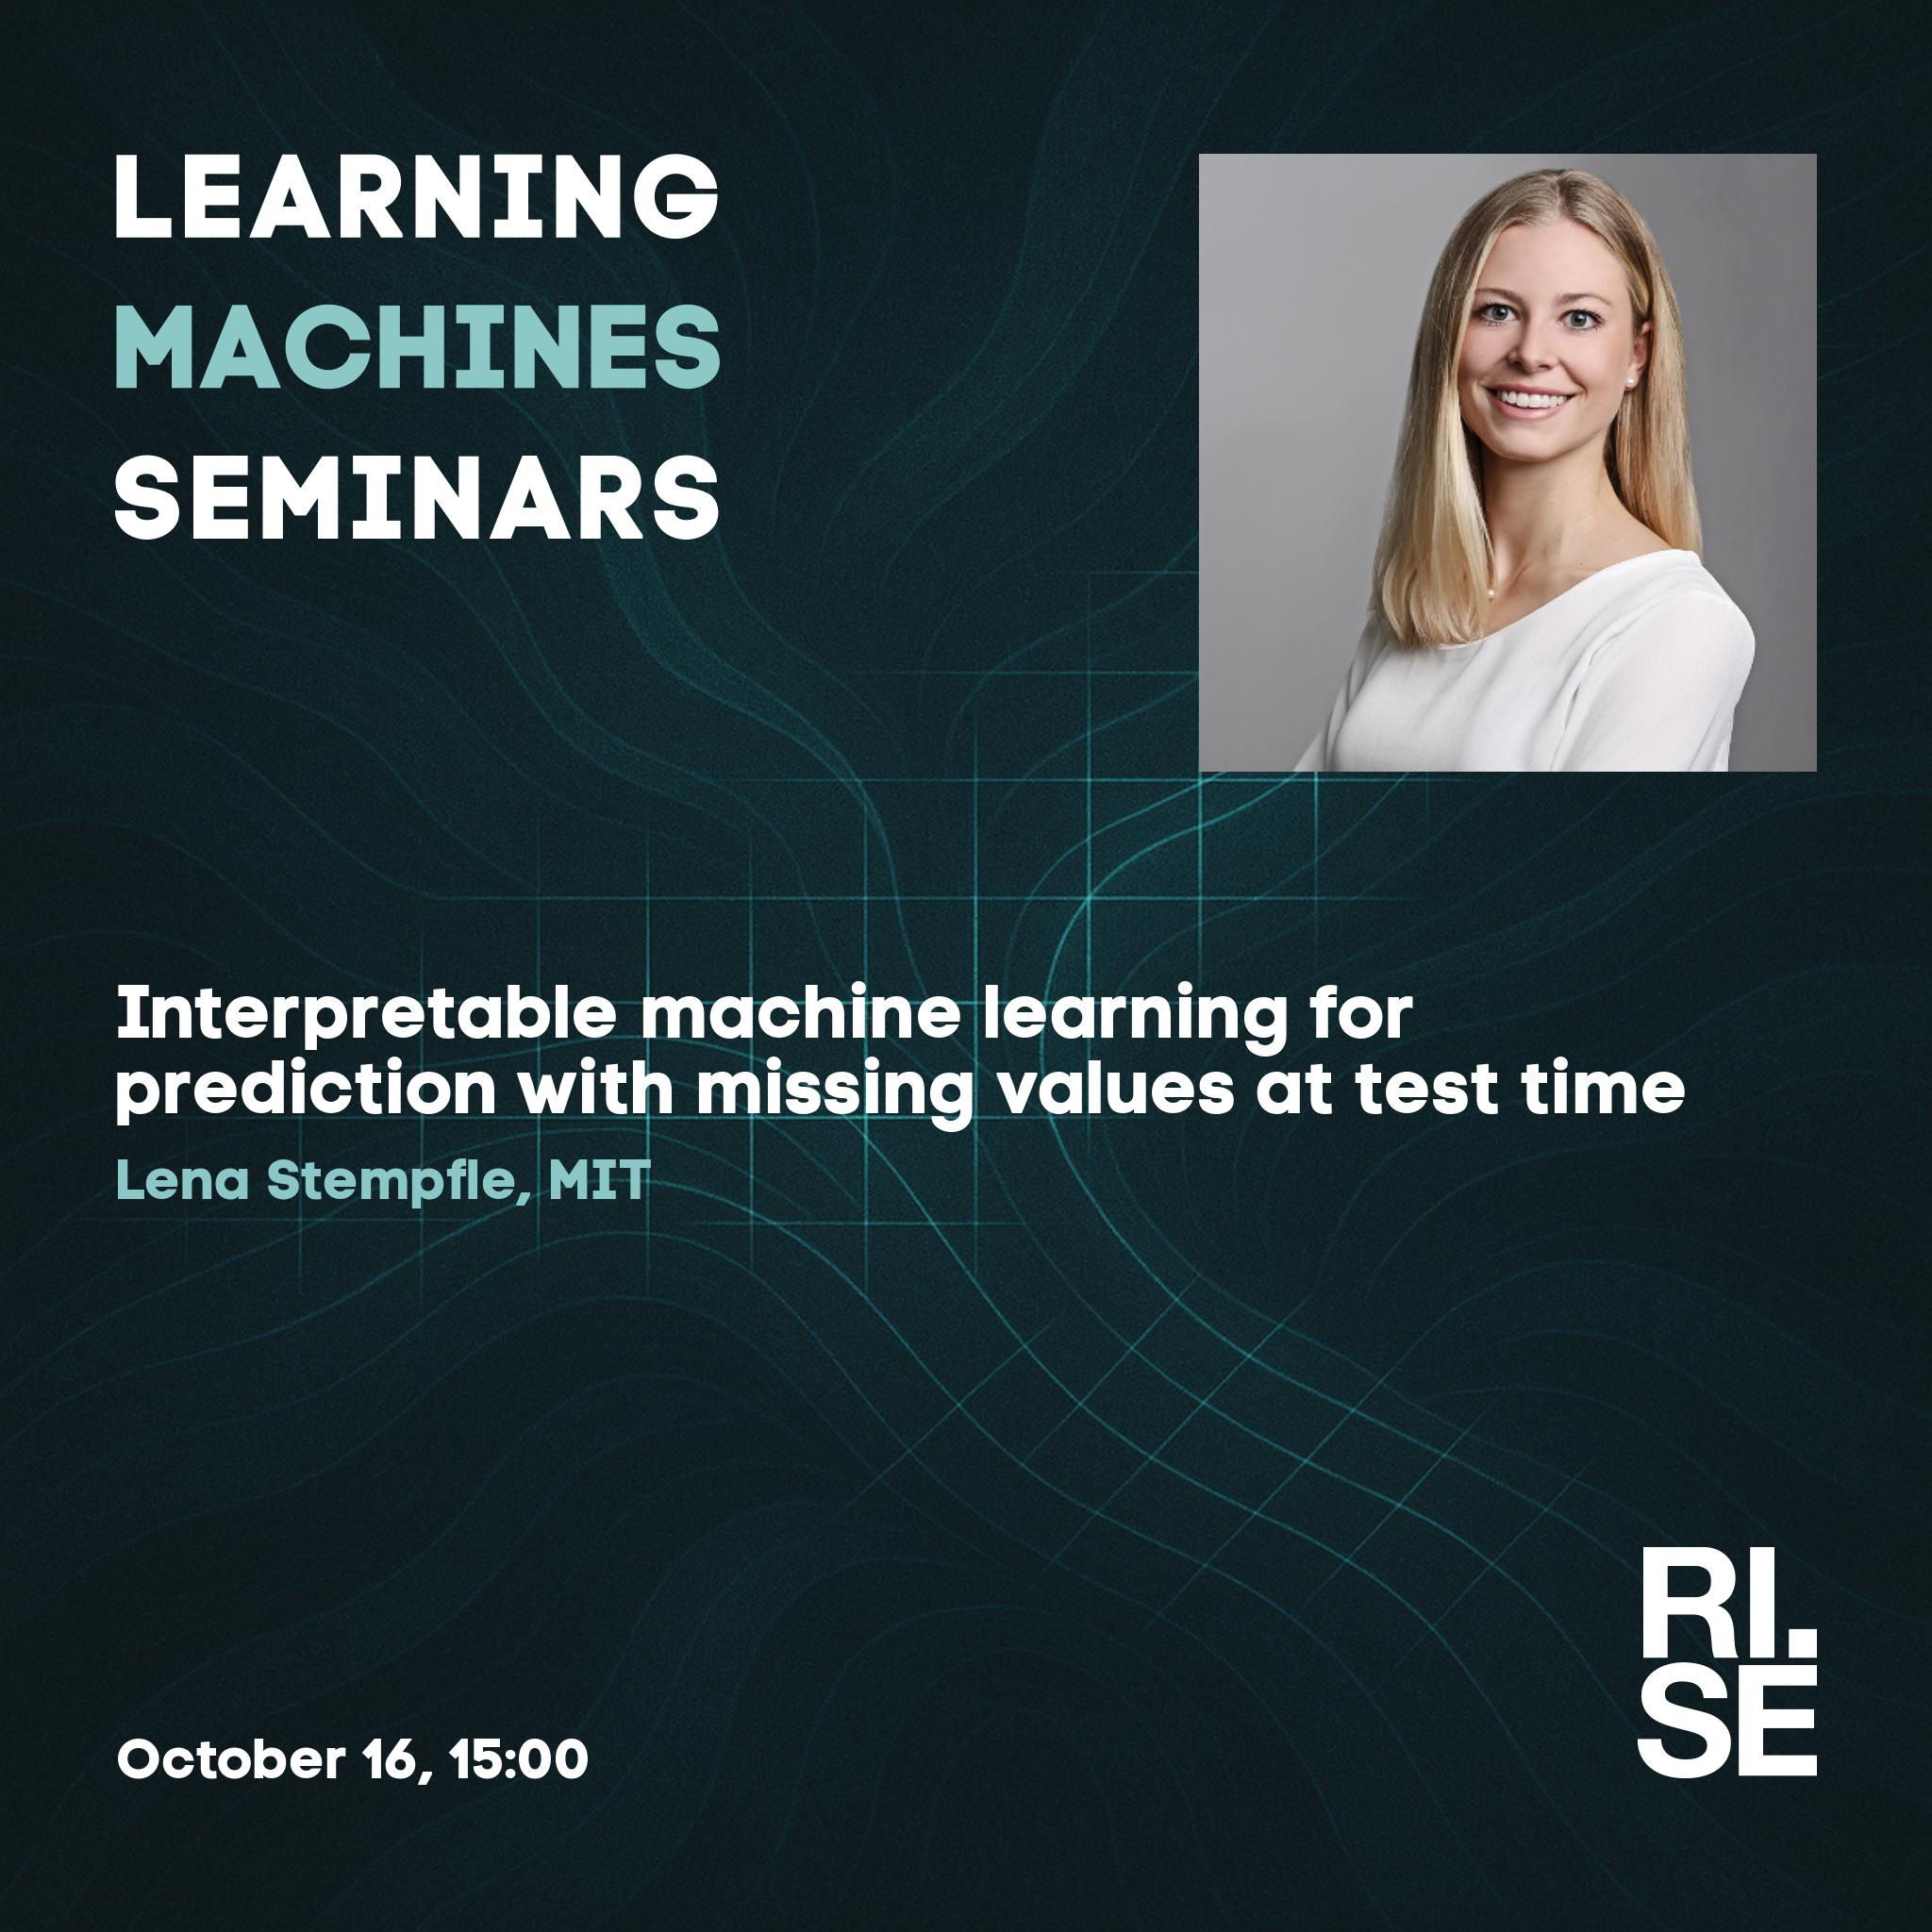 LEARNING
MACHINES
SEMINARS
Interpretable machine learning for
prediction with missing values at test time
Lena Stempfle, MIT
October 16, 15:00
RI.
SE